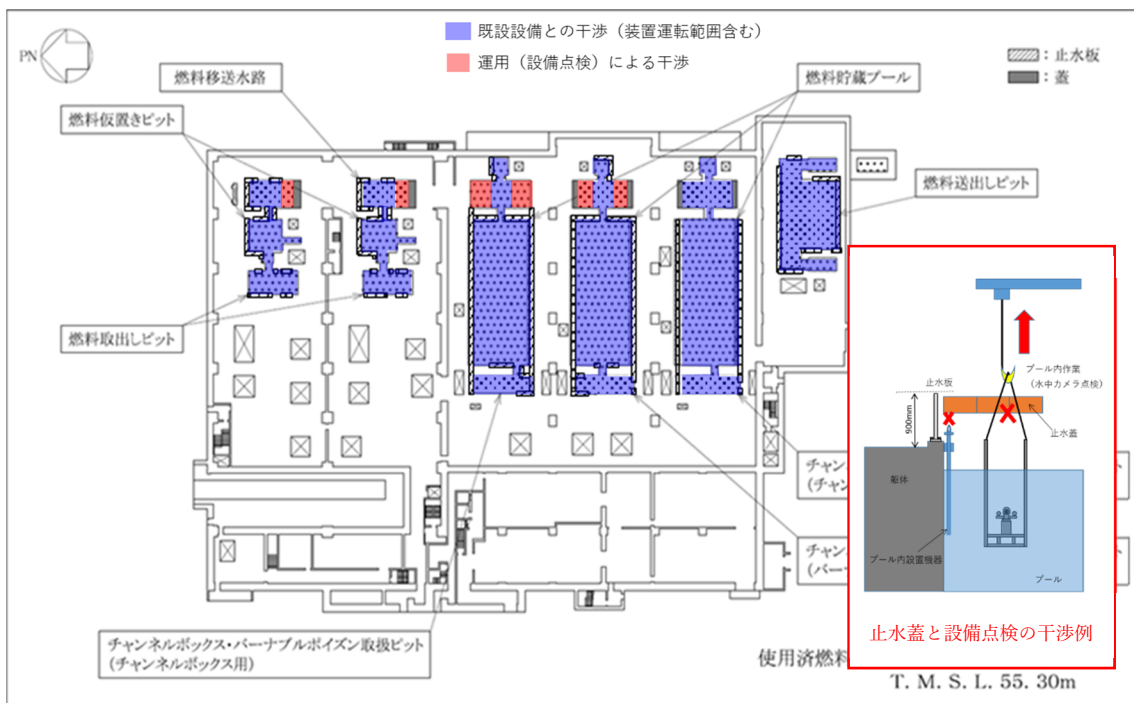 既設設備との干渉（装置運転範囲含む）
運用（設備点検）による干渉
PN
：止水板
：蓋
燃料移送水路
燃料貯蔵プール
燃料仮置きピット
燃料送出しピット
燃料取出しピット
プール内作業
（水中カメラ点検）
止水板
900mm
止水蓋
躯体
プール内設置機器
プール
止水蓋と設備点検の干渉例
チャン
（チャン
チャン
（バー
チャンネルボックス・バーナブルポイズン取扱ピット
（チャンネルボックス用）
使用済燃料
T. M. S. L. 55. 30m